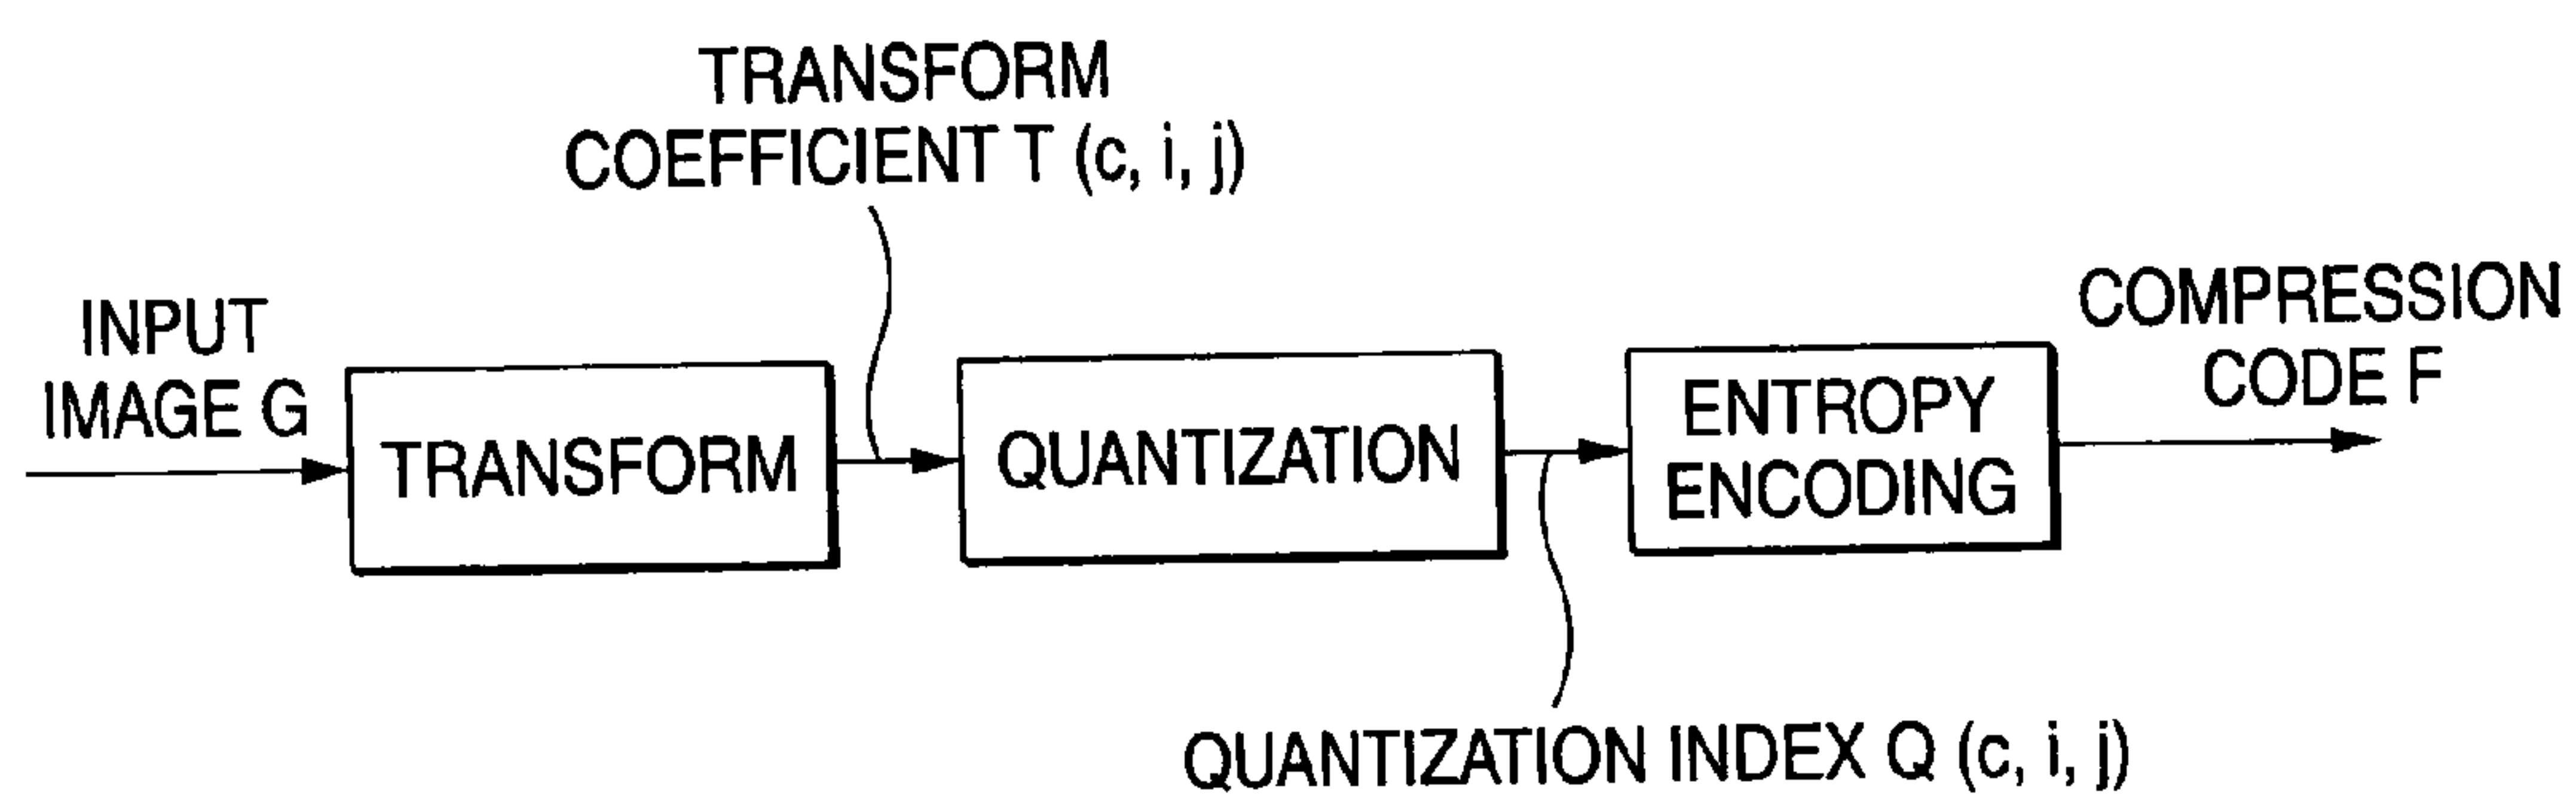 TRANSFORM
COEFFICIENT T (c, i, j)
INPUT
IMAGE G
TRANSFORM
QUANTIZATION
ENTROPY
ENCODING
COMPRESSION
CODE F
QUANTIZATION INDEX Q (c, i, j)